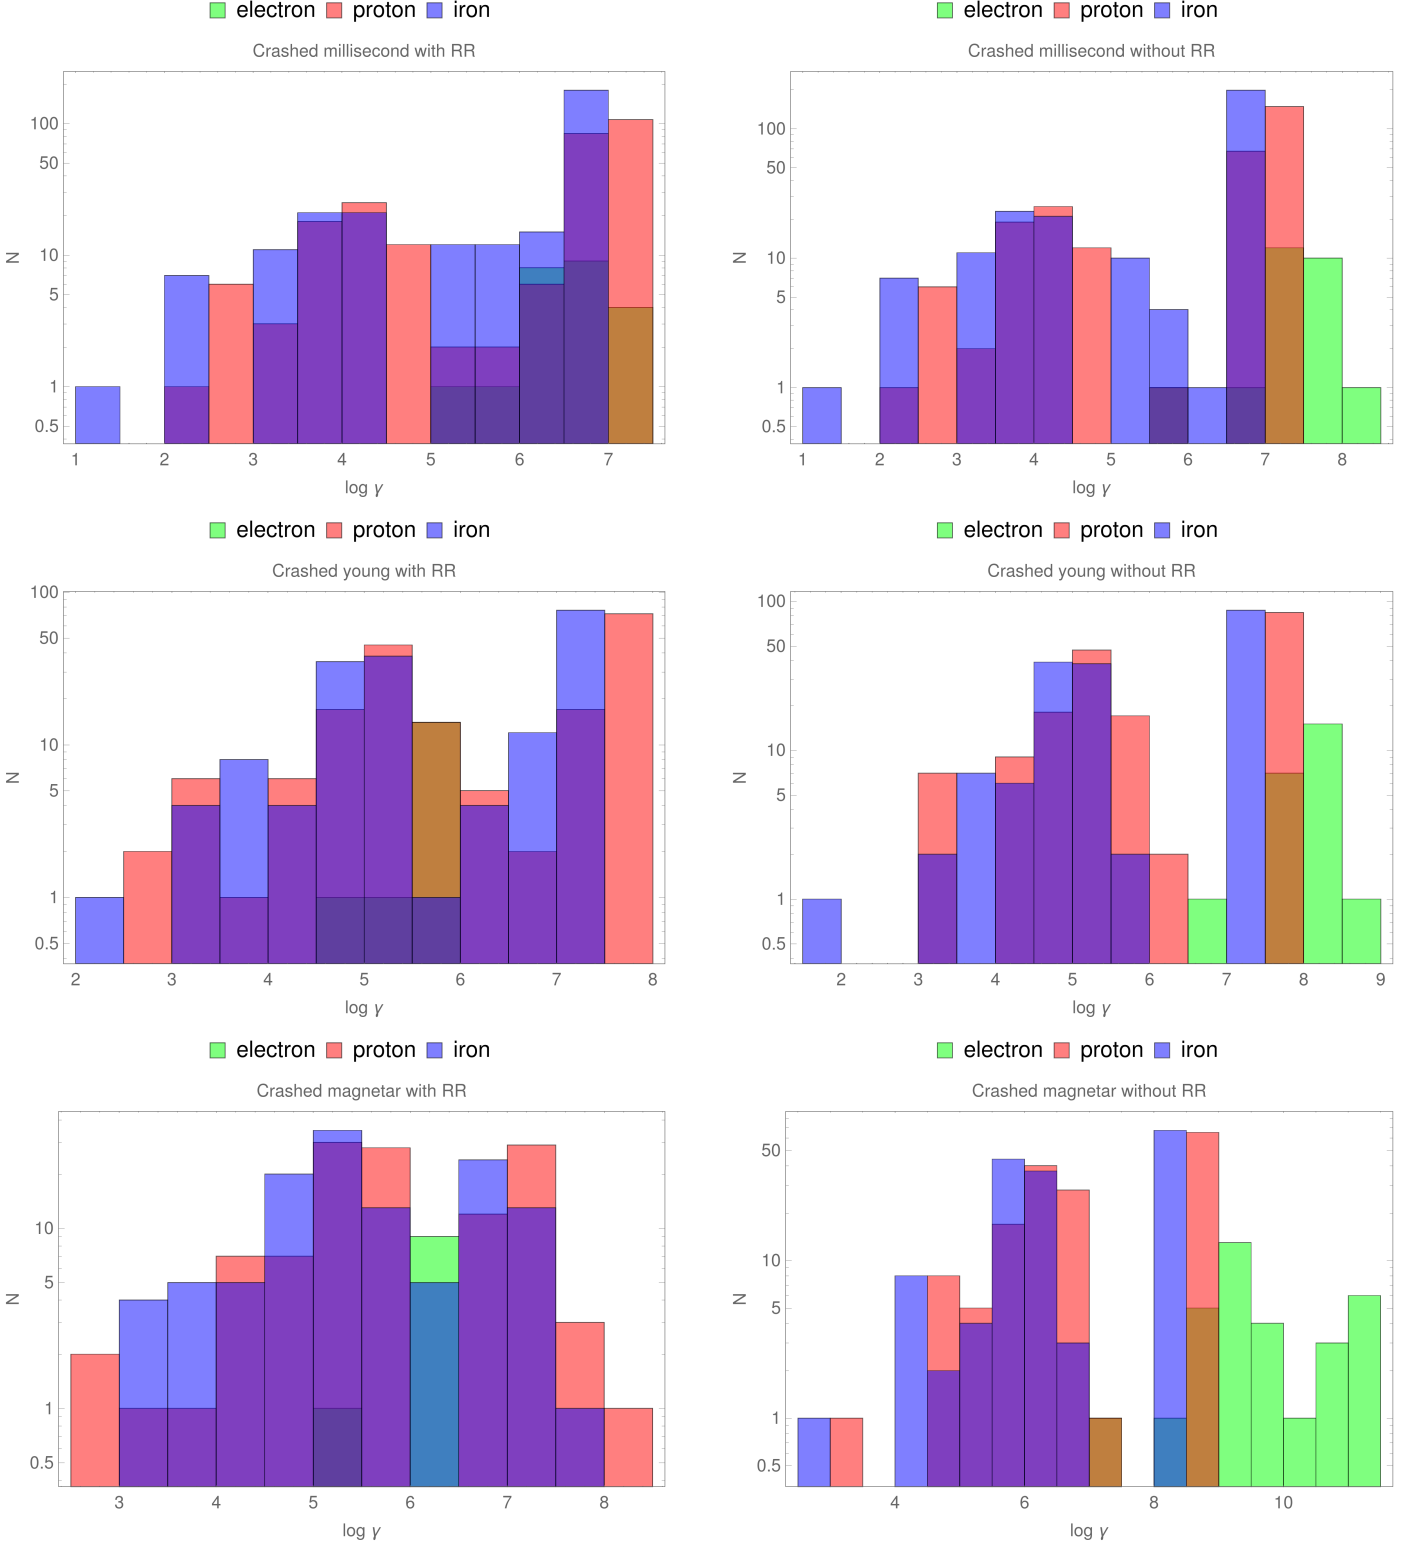 electron proton iron
Crashed millisecond with RR
100
50
10
5
1
0.5
N
1 2 3 4 5 6 7
log γ
electron proton iron
Crashed millisecond without RR
100
50
10
5
1
0.5
N
1 2 3 4 5 6 7 8
log γ
electron proton iron
Crashed young with RR
100
50
10
5
1
0.5
N
2 3 4 5 6 7 8
log γ
electron proton iron
Crashed young without RR
100
50
10
5
1
0.5
N
2 3 4 5 6 7 8 9
log γ
electron proton iron
Crashed magnetar with RR
10
5
1
0.5
N
3 4 5 6 7 8
log γ
electron proton iron
Crashed magnetar without RR
50
10
5
1
0.5
N
4 6 8 10
log γ